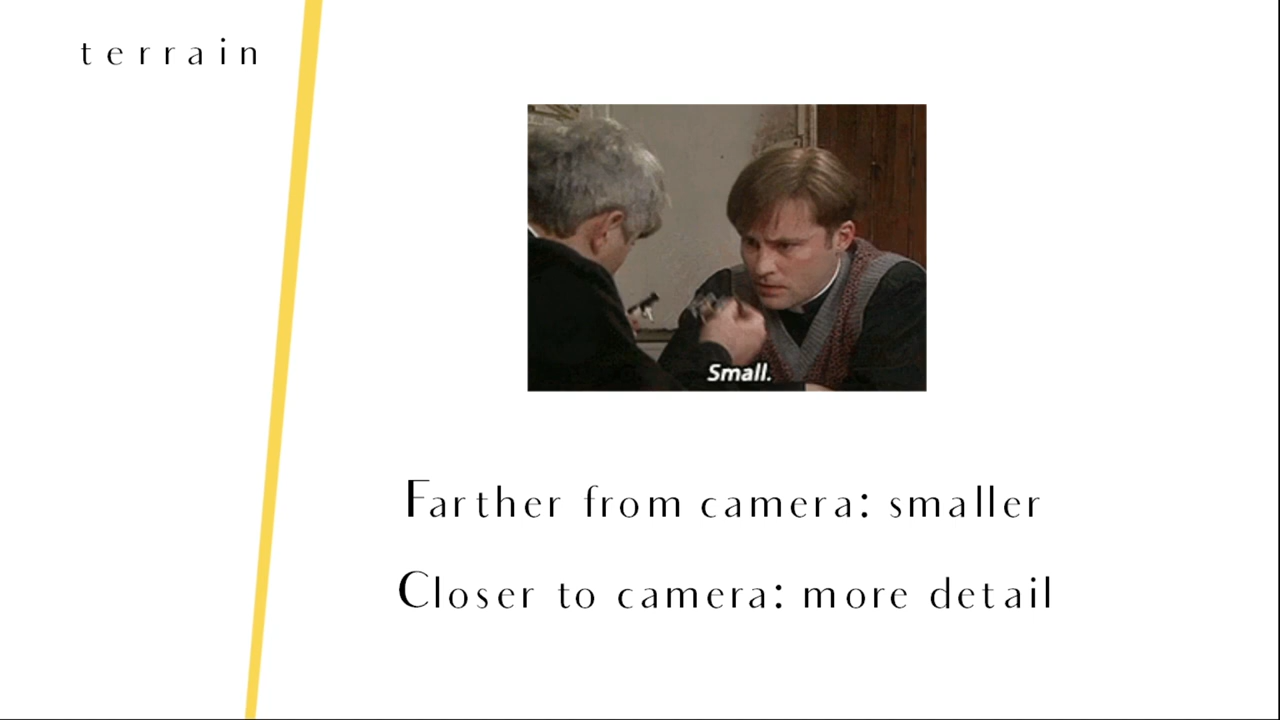 terrain
Small.
Farther from camera: smaller
Closer to camera: more detail